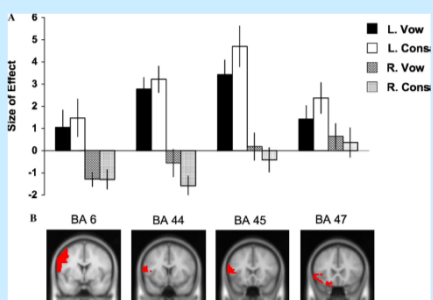 A
6
5
4
3
2
1
0
-1
-2
Size of Effect
L. Vow
L. Cons
R. Vow
R. Cons
B
BA 6
BA 44
BA 45
BA 47